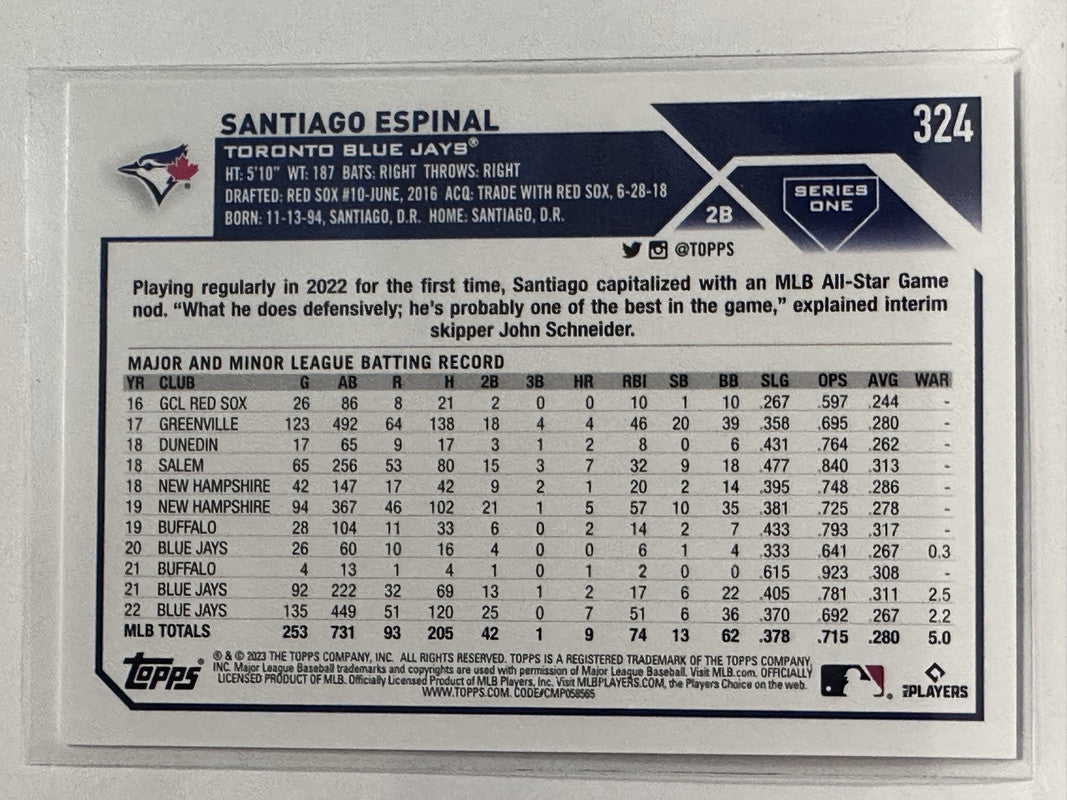 SANTIAGO ESPINAL
324
TORONTO BLUE JAYS®
HT: 5'10" WT: 187 BATS: RIGHT THROWS: RIGHT
DRAFTED: RED SOX #10-JUNE, 2016 ACQ: TRADE WITH RED SOX, 6-28-18
BORN: 11-13-94, SANTIAGO, D.R. HOME: SANTIAGO, D.R.
2B
SERIES
ONE
@TOPPS
Playing regularly in 2022 for the first time, Santiago capitalized with an MLB All-Star Game
nod. “What he does defensively; he's probably one of the best in the game,” explained interim
skipper John Schneider.
MAJOR AND MINOR LEAGUE BATTING RECORD
YR CLUB G AB R H 2B 3B HR RBI SB BB SLG OPS AVG WAR
16 GCL RED SOX 26 86 8 21 2 0 0 10 1 10 .267 .597 .244 -
17 GREENVILLE 123 492 64 138 18 4 4 46 20 39 .358 .695 .280 -
18 DUNEDIN 17 65 9 17 3 1 2 8 0 6 .431 .764 .262 -
18 SALEM 65 256 53 80 15 3 7 32 9 18 .477 .840 .313 -
18 NEW HAMPSHIRE 42 147 17 42 9 2 1 20 2 14 .395 .748 .286 -
19 NEW HAMPSHIRE 94 367 46 102 21 1 5 57 10 35 .381 .725 .278 -
19 BUFFALO 28 104 11 33 6 0 2 14 2 7 .433 .793 .317 -
20 BLUE JAYS 26 60 10 16 4 0 0 6 1 4 .333 .641 .267 0.3
21 BUFFALO 4 13 1 4 1 0 1 2 0 0 .615 .923 .308 -
21 BLUE JAYS 92 222 32 69 13 1 2 17 6 22 .405 .781 .311 2.5
22 BLUE JAYS 135 449 51 120 25 0 7 51 6 36 .370 .692 .267 2.2
MLB TOTALS 253 731 93 205 42 1 9 74 13 62 .378 .715 .280 5.0
Topps®
® & © 2023 THE TOPPS COMPANY, INC. ALL RIGHTS RESERVED. TOPPS IS A REGISTERED TRADEMARK OF THE TOPPS COMPANY,
INC. Major League Baseball trademarks and copyrights are used with permission of Major League Baseball. Visit MLB.com. OFFICIALLY
LICENSED PRODUCT OF MLB. Officially Licensed Product of MLB Players, Inc. Visit MLBPLAYERS.COM, the Players Choice on the web.
WWW.TOPPS.COM. CODE#CMP058565
MLB PLAYERS